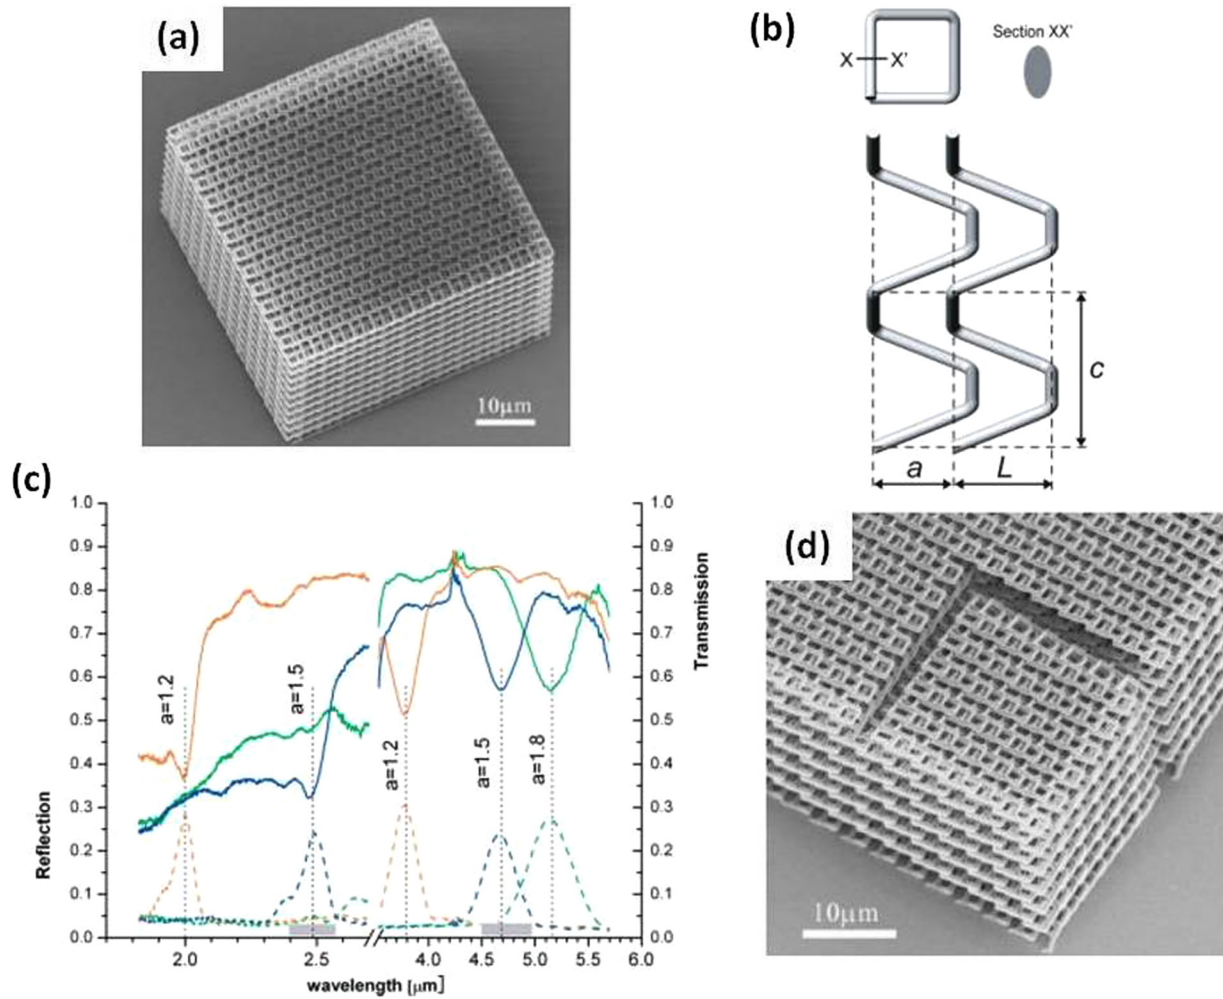 (a)
10μm
(b)
X
X'
Section XX'
c
a
L
(c)
1.0
0.9
0.8
0.7
0.6
0.5
0.4
0.3
0.2
0.1
0.0
Reflection
a=1.2
a=1.5
a=1.2
a=1.5
a=1.8
1.0
0.9
0.8
0.7
0.6
0.5
0.4
0.3
0.2
0.1
0.0
Transmission
2.0 2.5 4.0 4.5 5.0 5.5 6.0
wavelength [μm]
(d)
10μm